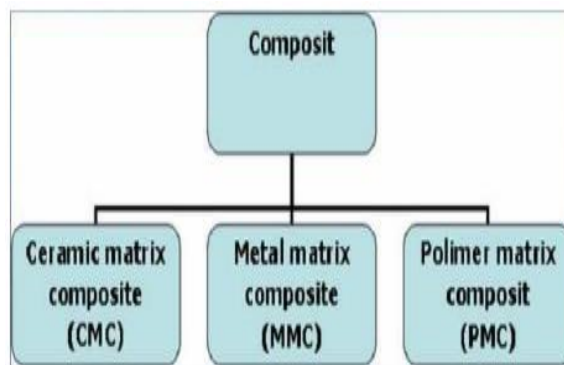 Composit
Ceramic matrix
composite
(CMC)
Metal matrix
composite
(MMC)
Polimer matrix
composit
(PMC)